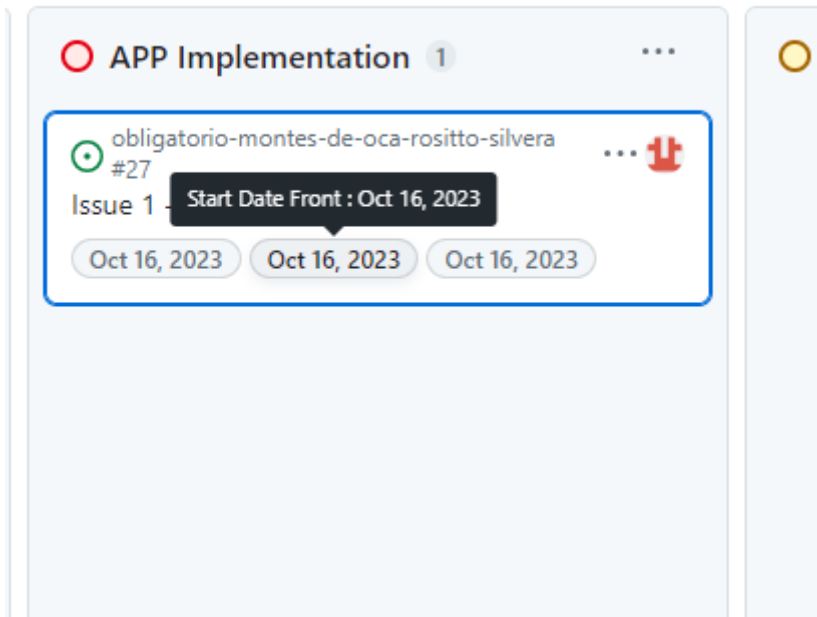 APP Implementation 1
obligatorio-montes-de-oca-rositto-silvera
#27
Issue 1 -
Start Date Front : Oct 16, 2023
Oct 16, 2023 Oct 16, 2023 Oct 16, 2023